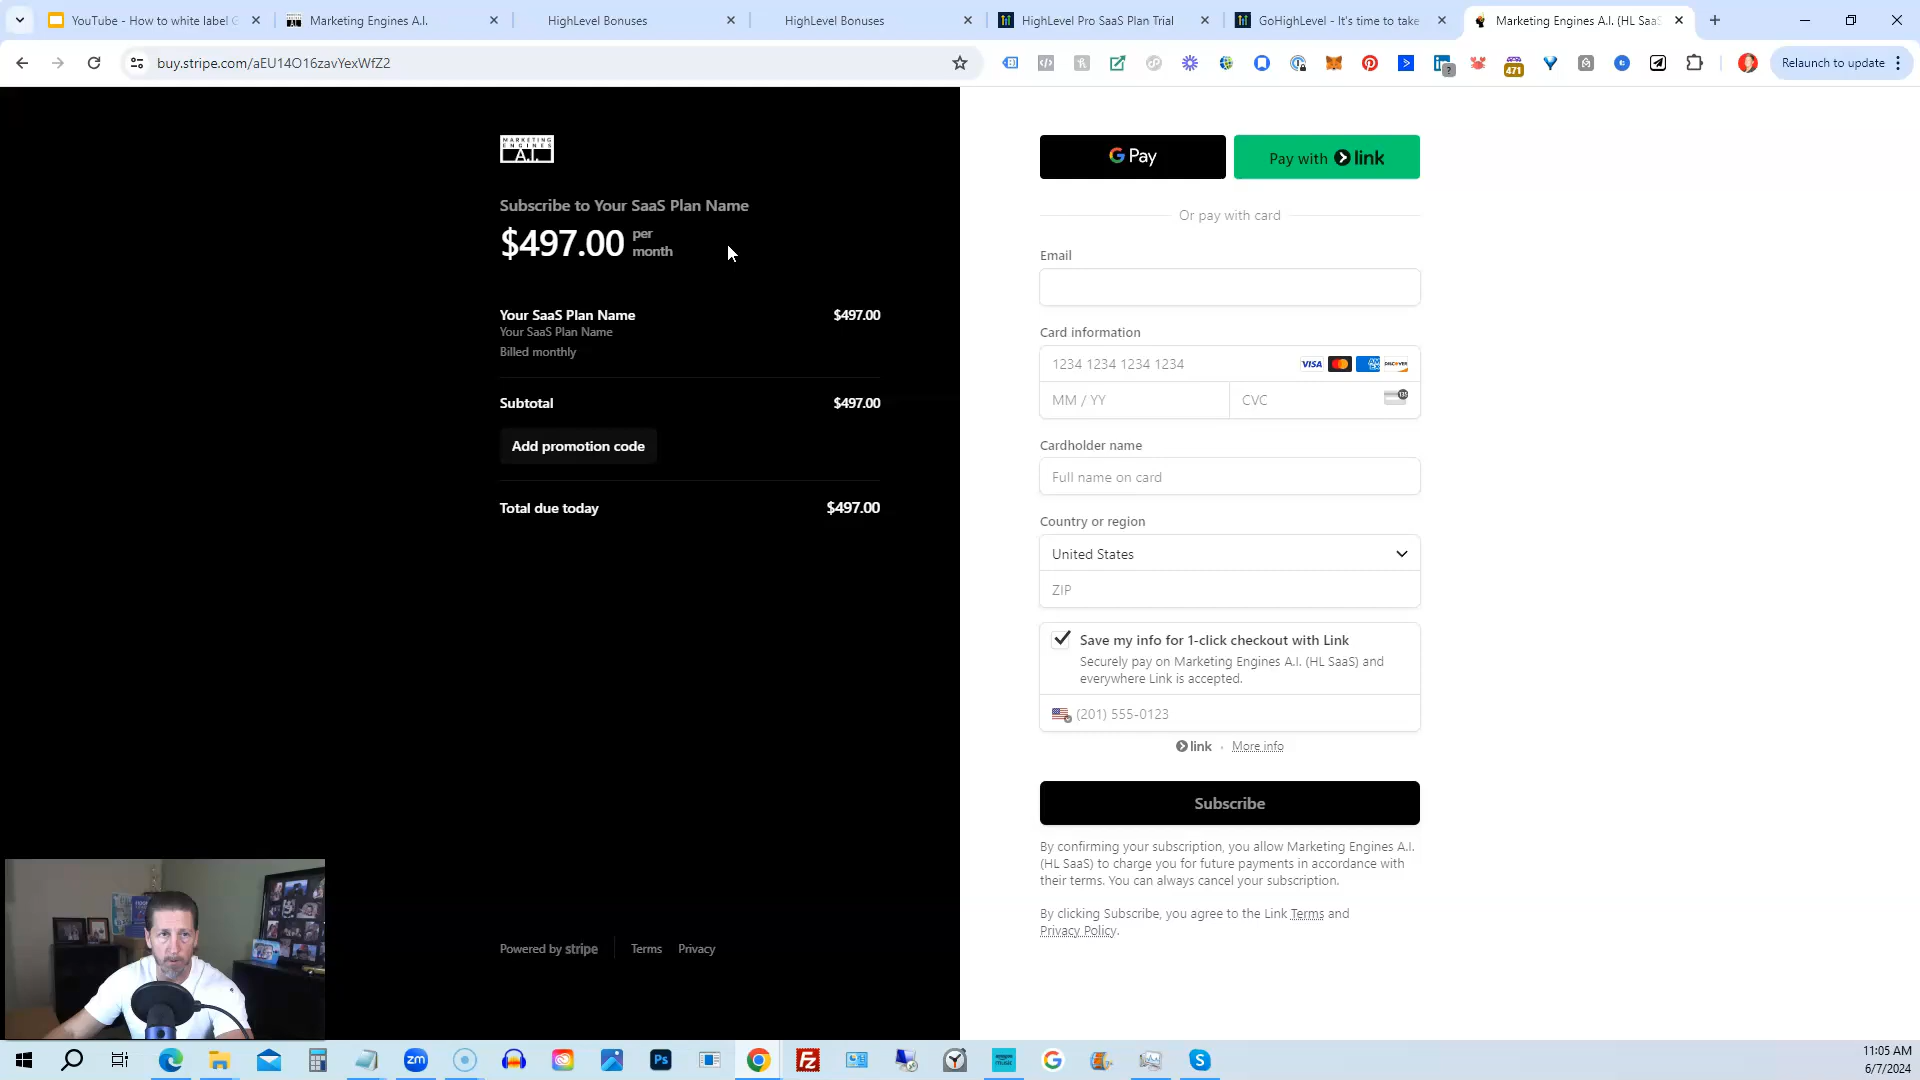 YouTube - How to white label G
Marketing Engines A.I.
HighLevel Bonuses
HighLevel Bonuses
HighLevel Pro SaaS Plan Trial
GoHighLevel - It's time to take
Marketing Engines A.I. (HL SaaS
buy.stripe.com/aEU14O16zavYexWfZ2
471
Relaunch to update
MARKETING
ENGINES
A.I.
Subscribe to Your SaaS Plan Name
$497.00 per month
Your SaaS Plan Name $497.00
Your SaaS Plan Name
Billed monthly
Subtotal $497.00
Add promotion code
Total due today $497.00
Powered by stripe Terms Privacy
G Pay
Pay with link
Or pay with card
Email
Card information
1234 1234 1234 1234 VISA
MM / YY CVC
Cardholder name
Full name on card
Country or region
United States
ZIP
Save my info for 1-click checkout with Link
Securely pay on Marketing Engines A.I. (HL SaaS) and
everywhere Link is accepted.
(201) 555-0123
link · More info
Subscribe
By confirming your subscription, you allow Marketing Engines A.I.
(HL SaaS) to charge you for future payments in accordance with
their terms. You can always cancel your subscription.
By clicking Subscribe, you agree to the Link Terms and
Privacy Policy.
zm
Ps
11:05 AM
6/7/2024